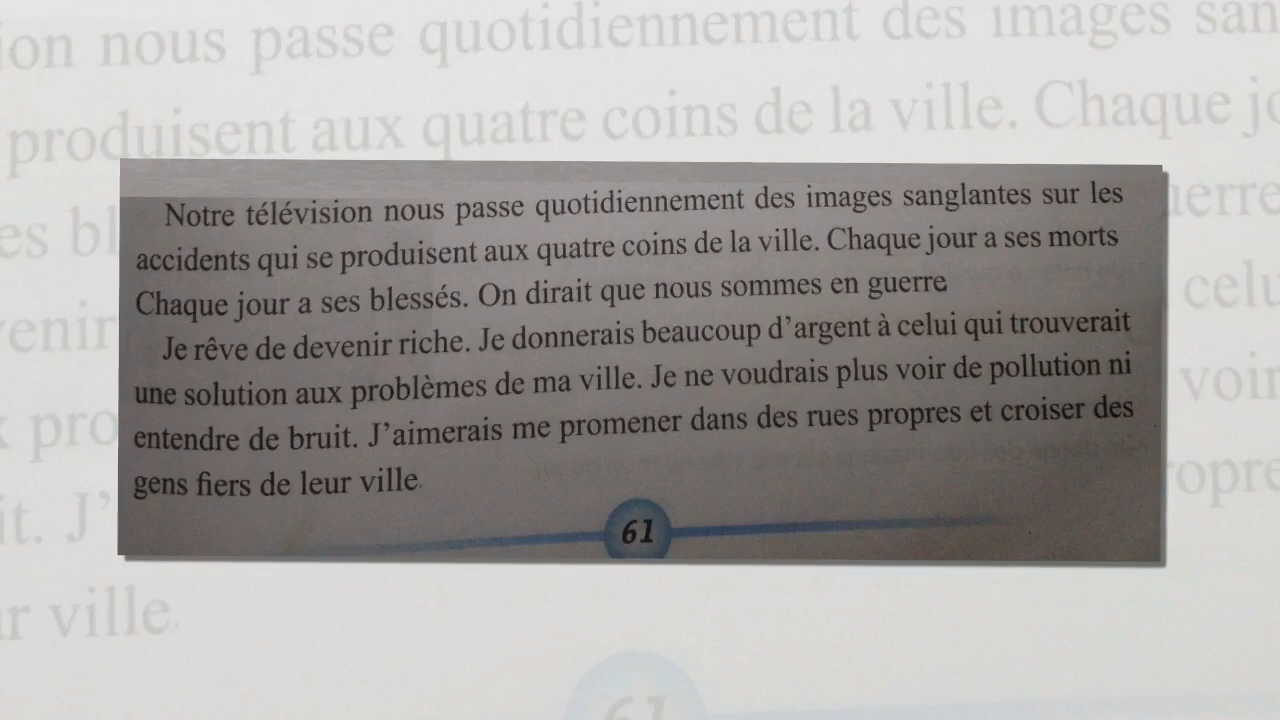 Notre télévision nous passe quotidiennement des images sanglantes sur les
accidents qui se produisent aux quatre coins de la ville. Chaque jour a ses morts
Chaque jour a ses blessés. On dirait que nous sommes en guerre
Je rêve de devenir riche. Je donnerais beaucoup d'argent à celui qui trouverait
une solution aux problèmes de ma ville. Je ne voudrais plus voir de pollution ni
entendre de bruit. J'aimerais me promener dans des rues propres et croiser des
gens fiers de leur ville.
61